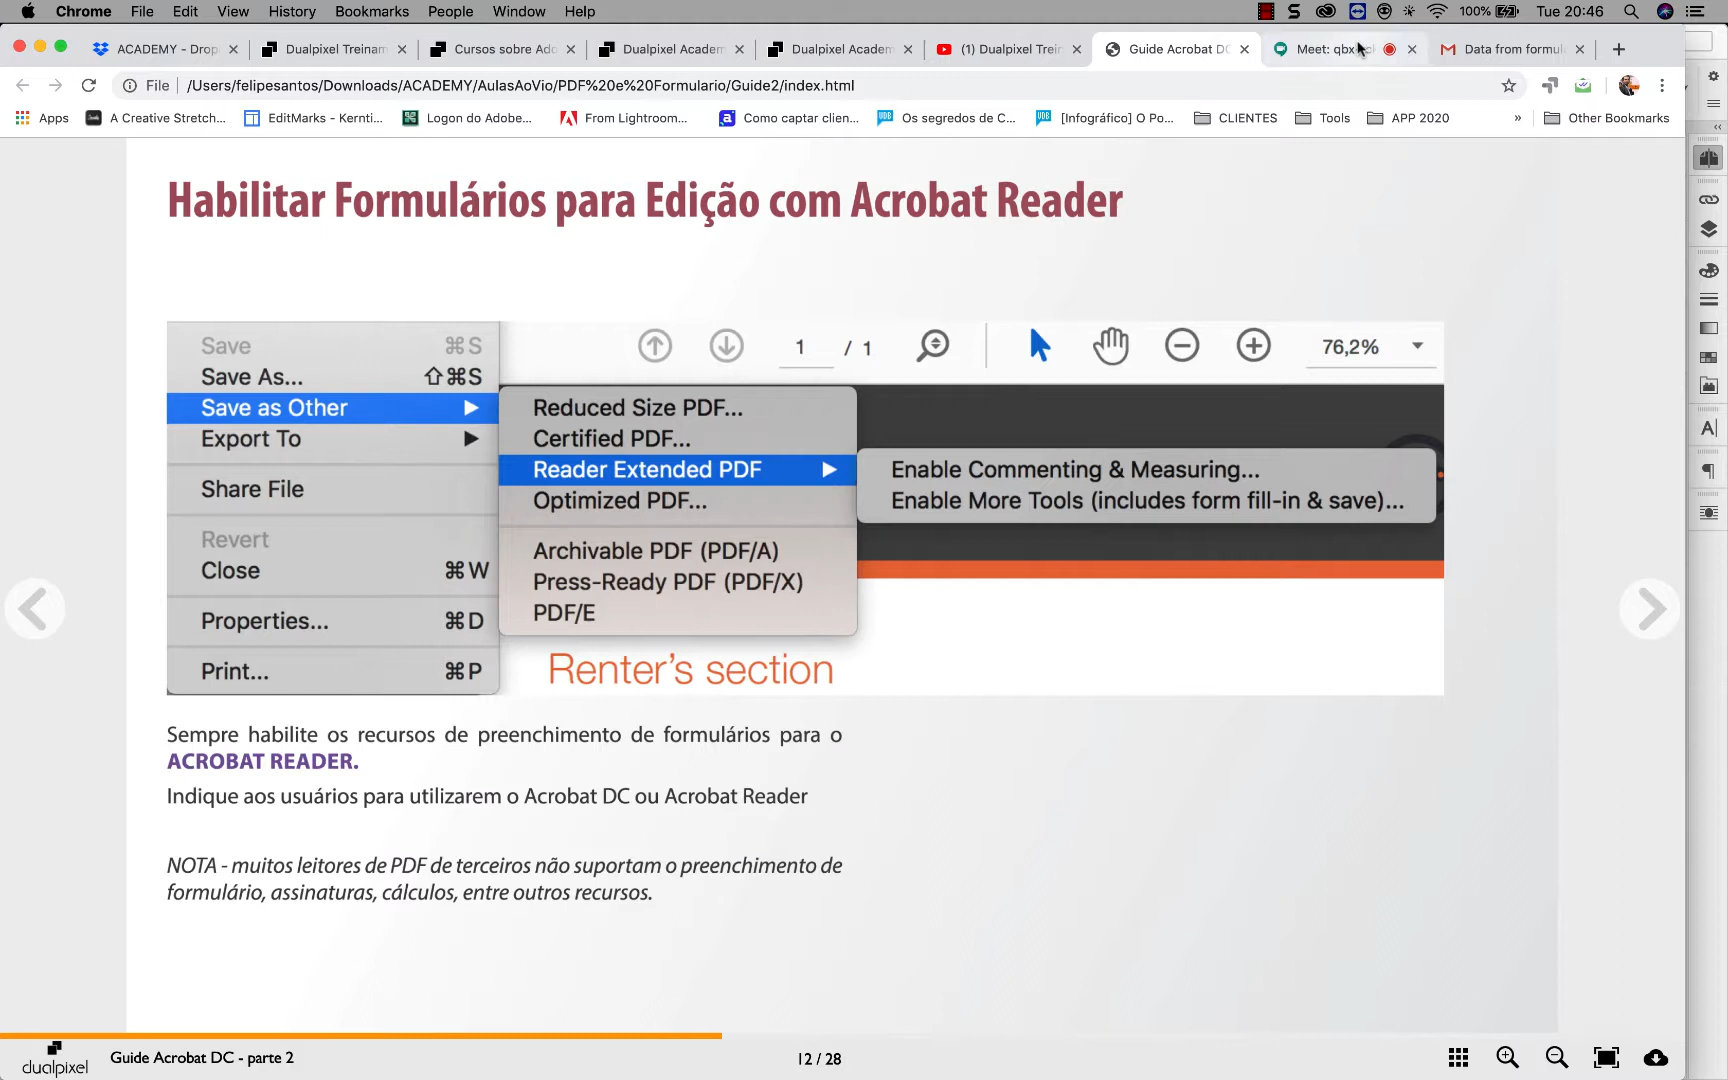 Chrome File Edit View History Bookmarks People Window Help 100% Tue 20:46
ACADEMY - Drop Dualpixel Treinam Cursos sobre Ado Dualpixel Academ Dualpixel Academ (1) Dualpixel Trei Guide Acrobat DC Meet: qbx Data from formul
File /Users/felipesantos/Downloads/ACADEMY/AulasAoVio/PDF%20e%20Formulario/Guide2/index.html
Apps A Creative Stretch... EditMarks - Kernti... Logon do Adobe... From Lightroom... Como captar clien... Os segredos de C... [Infográfico] O Po... CLIENTES Tools APP 2020 » Other Bookmarks
Habilitar Formulários para Edição com Acrobat Reader
Save ⌘S
1 / 1 76,2%
Save As... ⇧⌘S
Save as Other
Reduced Size PDF...
Export To
Certified PDF...
Reader Extended PDF
Enable Commenting & Measuring...
Share File
Optimized PDF...
Enable More Tools (includes form fill-in & save)...
Revert
Archivable PDF (PDF/A)
Close ⌘W
Press-Ready PDF (PDF/X)
Properties... ⌘D
PDF/E
Print... ⌘P
Renter's section
Sempre habilite os recursos de preenchimento de formulários para o
ACROBAT READER.
Indique aos usuários para utilizarem o Acrobat DC ou Acrobat Reader
NOTA - muitos leitores de PDF de terceiros não suportam o preenchimento de
formulário, assinaturas, cálculos, entre outros recursos.
dualpixel
Guide Acrobat DC - parte 2
12 / 28